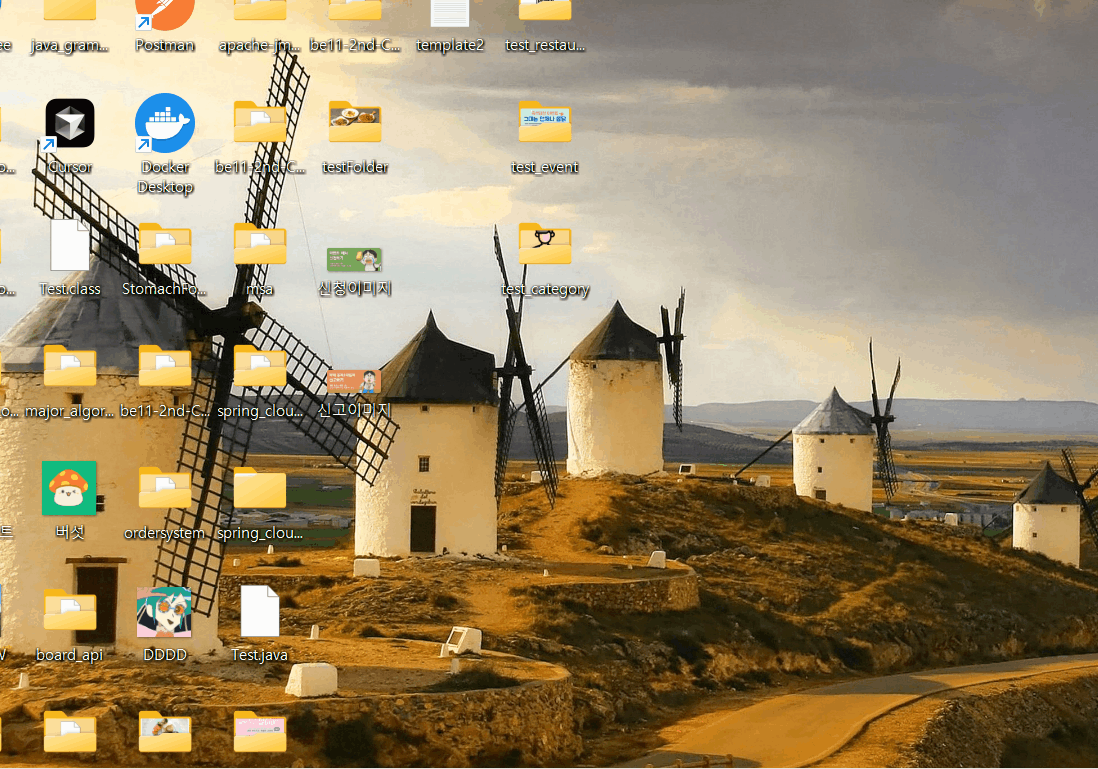 ee
java_gram...
Postman
apache-jm...
be11-2nd-C...
template2
test_restau...
o...
Cursor
Docker
Desktop
be11-2nd-C...
testFolder
test_event
o...
Test.class
StomachFo...
msa
신청이미지
test_category
o...
major_algor...
be11-2nd-C...
spring_clou...
신고이미지
트
버섯
ordersystem
spring_clou...
W
board_api
DDDD
Test.java